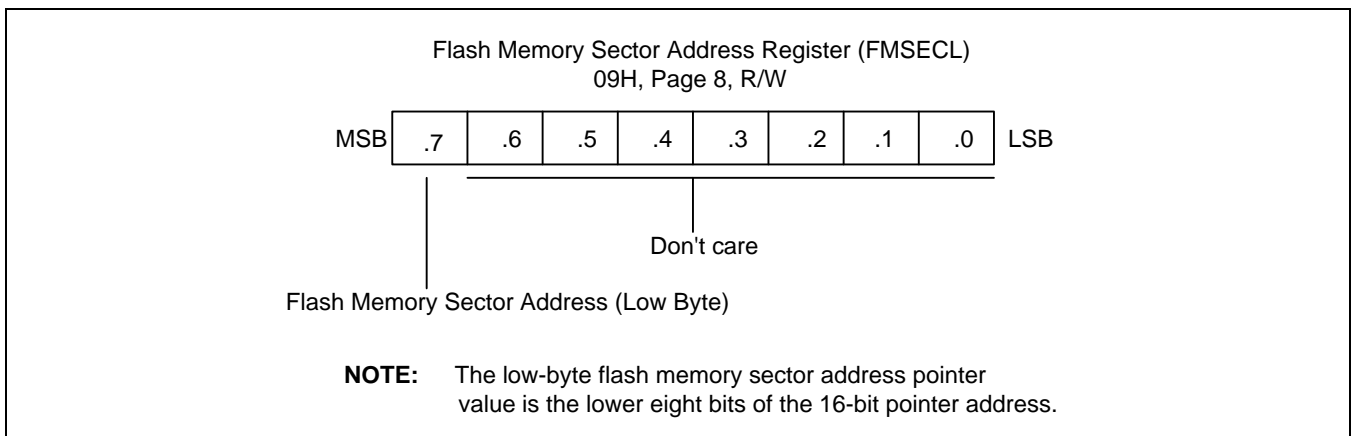 Flash Memory Sector Address Register (FMSECL)
09H, Page 8, R/W
MSB .7 .6 .5 .4 .3 .2 .1 .0 LSB
Don't care
Flash Memory Sector Address (Low Byte)
NOTE: The low-byte flash memory sector address pointer
value is the lower eight bits of the 16-bit pointer address.